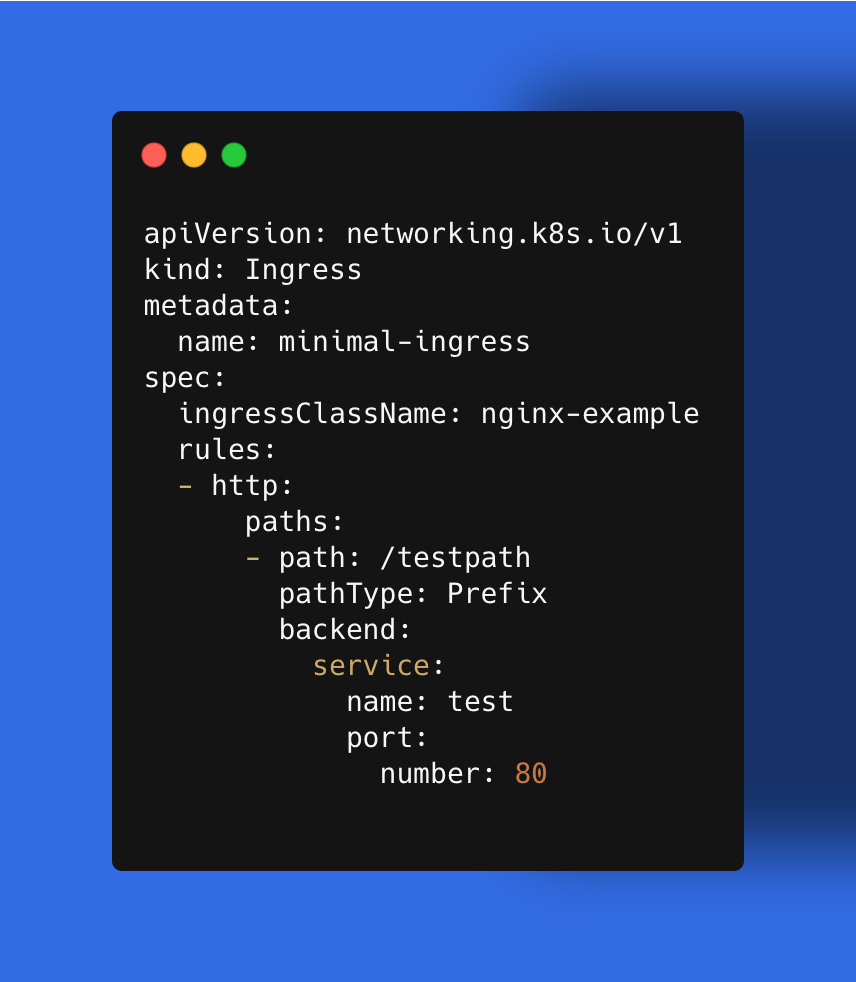 apiVersion: networking.k8s.io/v1
kind: Ingress
metadata:
  name: minimal-ingress
spec:
  ingressClassName: nginx-example
  rules:
  - http:
      paths:
      - path: /testpath
        pathType: Prefix
        backend:
          service:
            name: test
            port:
              number: 80